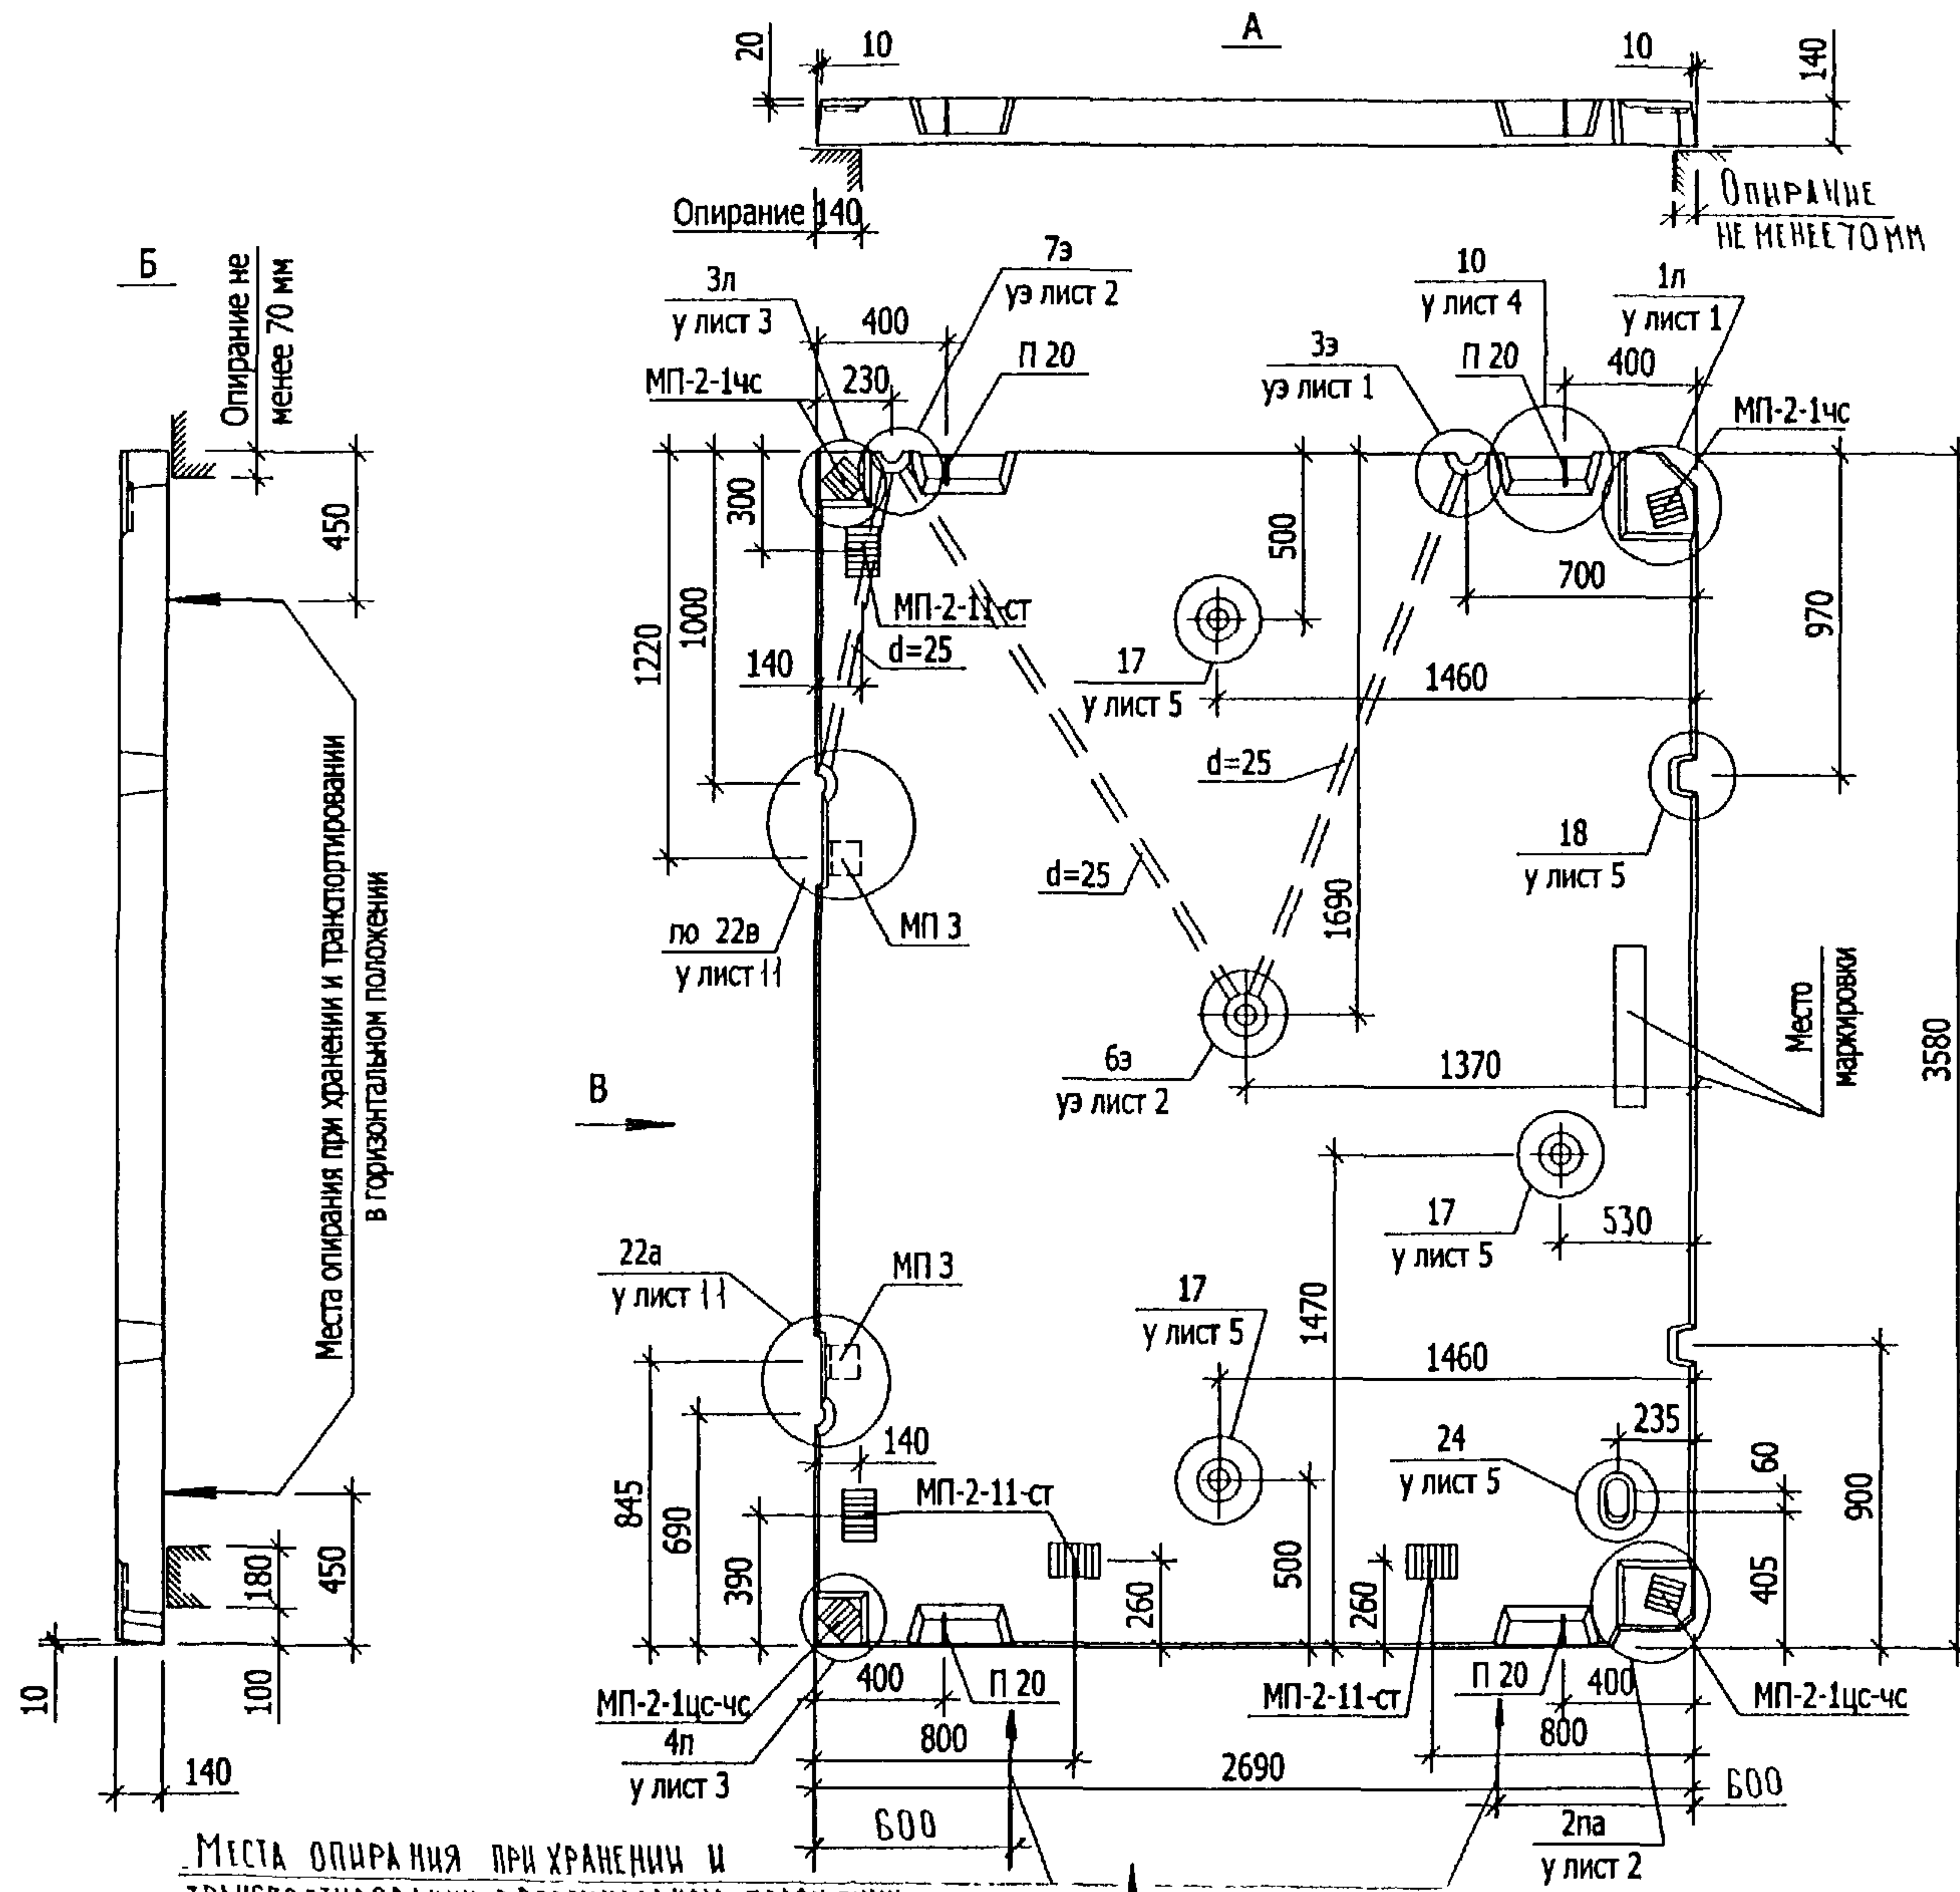 А
20
10
10
140
Опирание 140
ОПИРАНИЕ
НЕ МЕНЕЕ 70 ММ
Б
Опирание не
менее 70 мм
3л
у лист 3
7э
уэ лист 2
10
у лист 4
1л
у лист 1
400
П 20
3э
уэ лист 1
П 20
400
МП-2-1чс
230
МП-2-1чс
450
300
500
700
970
1000
1220
МП-2-11-ст
d=25
140
17
у лист 5
1460
d=25
18
у лист 5
d=25
1690
по 22в
у лист 11
МП 3
Места опирания при хранении и транспортировании
в горизонтальном положении
Место
маркировки
3580
6э
уэ лист 2
1370
В
17
у лист 5
530
22а
у лист 11
МП 3
17
у лист 5
1470
1460
235
24
у лист 5
60
900
845
690
140
МП-2-11-ст
390
260
500
260
405
450
180
100
10
140
400
П 20
МП-2-11-ст
П 20
400
МП-2-1цс-чс
МП-2-1цс-чс
4п
у лист 3
800
800
2690
600
600
2па
у лист 2
МЕСТА ОПИРАНИЯ ПРИ ХРАНЕНИИ И